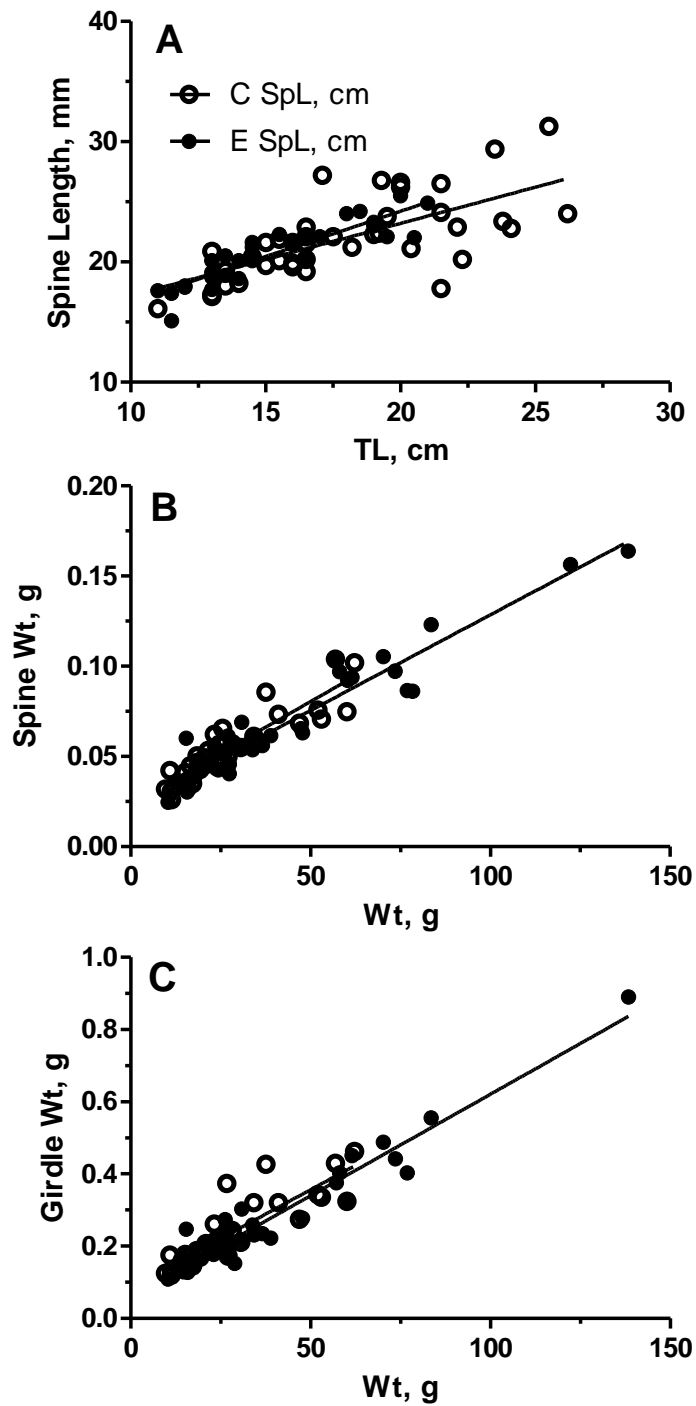 A
40
30
20
10
Spine Length, mm
C SpL, cm
E SpL, cm
10 15 20 25 30
TL, cm
B
0.20
0.15
0.10
0.05
0.00
Spine Wt, g
0 50 100 150
Wt, g
C
1.0
0.8
0.6
0.4
0.2
0.0
Girdle Wt, g
0 50 100 150
Wt, g